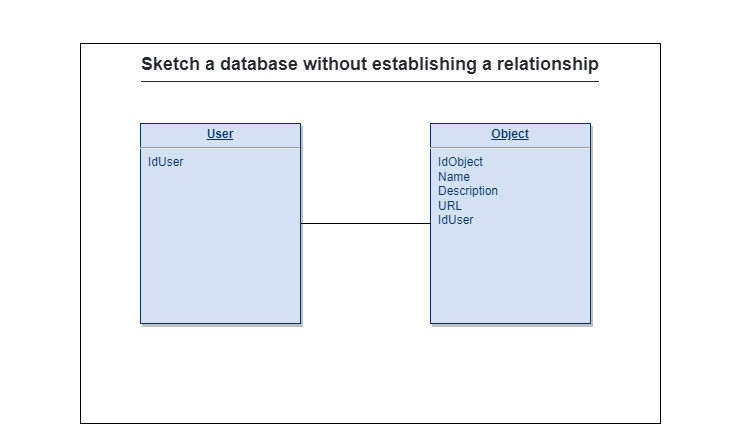 Sketch a database without establishing a relationship
User
IdUser
Object
IdObject
Name
Description
URL
IdUser